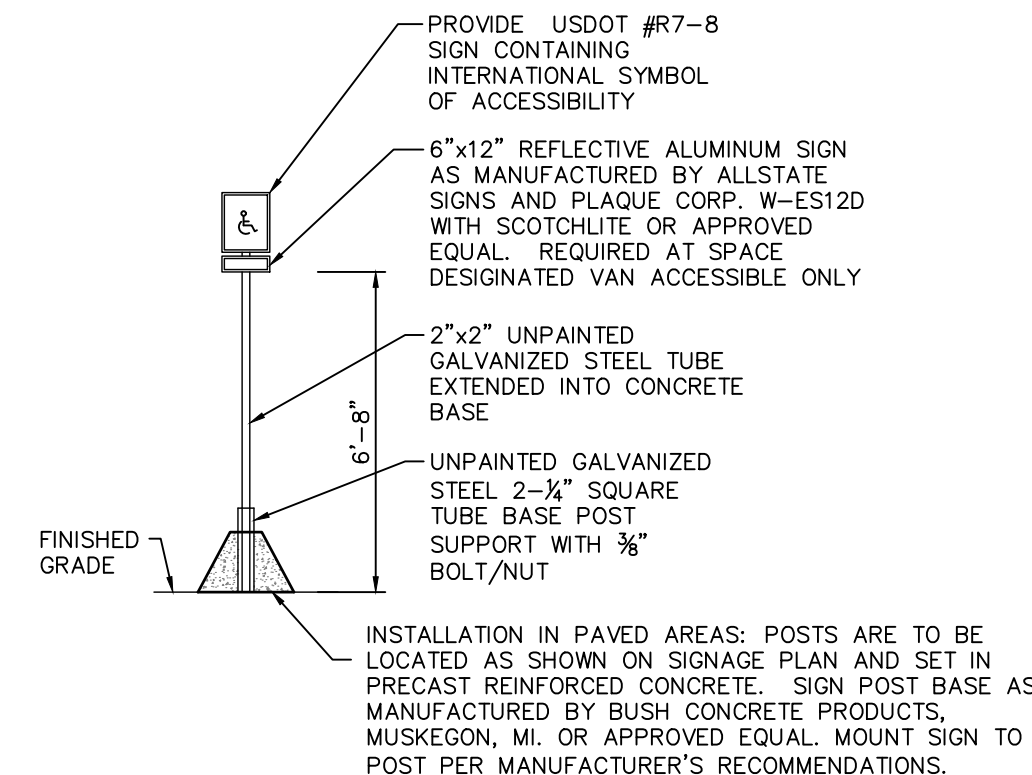 PROVIDE USDOT #R7-8
SIGN CONTAINING
INTERNATIONAL SYMBOL
OF ACCESSIBILITY
6"x12" REFLECTIVE ALUMINUM SIGN
AS MANUFACTURED BY ALLSTATE
SIGNS AND PLAQUE CORP. W-ES12D
WITH SCOTCHLITE OR APPROVED
EQUAL. REQUIRED AT SPACE
DESIGINATED VAN ACCESSIBLE ONLY
2"x2" UNPAINTED
GALVANIZED STEEL TUBE
EXTENDED INTO CONCRETE
BASE
6'-8"
UNPAINTED GALVANIZED
STEEL 2-¼" SQUARE
TUBE BASE POST
SUPPORT WITH ⅜"
BOLT/NUT
FINISHED
GRADE
INSTALLATION IN PAVED AREAS: POSTS ARE TO BE
LOCATED AS SHOWN ON SIGNAGE PLAN AND SET IN
PRECAST REINFORCED CONCRETE. SIGN POST BASE AS
MANUFACTURED BY BUSH CONCRETE PRODUCTS,
MUSKEGON, MI. OR APPROVED EQUAL. MOUNT SIGN TO
POST PER MANUFACTURER'S RECOMMENDATIONS.